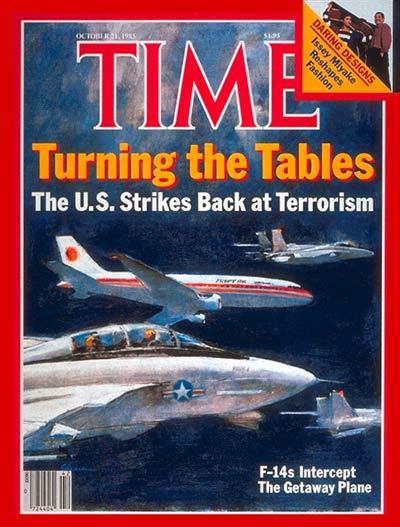 OCTOBER 21, 1985
$1.95
TIME
DARING DESIGNS
Issey Miyake
Reshapes
Fashion
Turning the Tables
The U.S. Strikes Back at Terrorism
F-14s Intercept
The Getaway Plane
724404